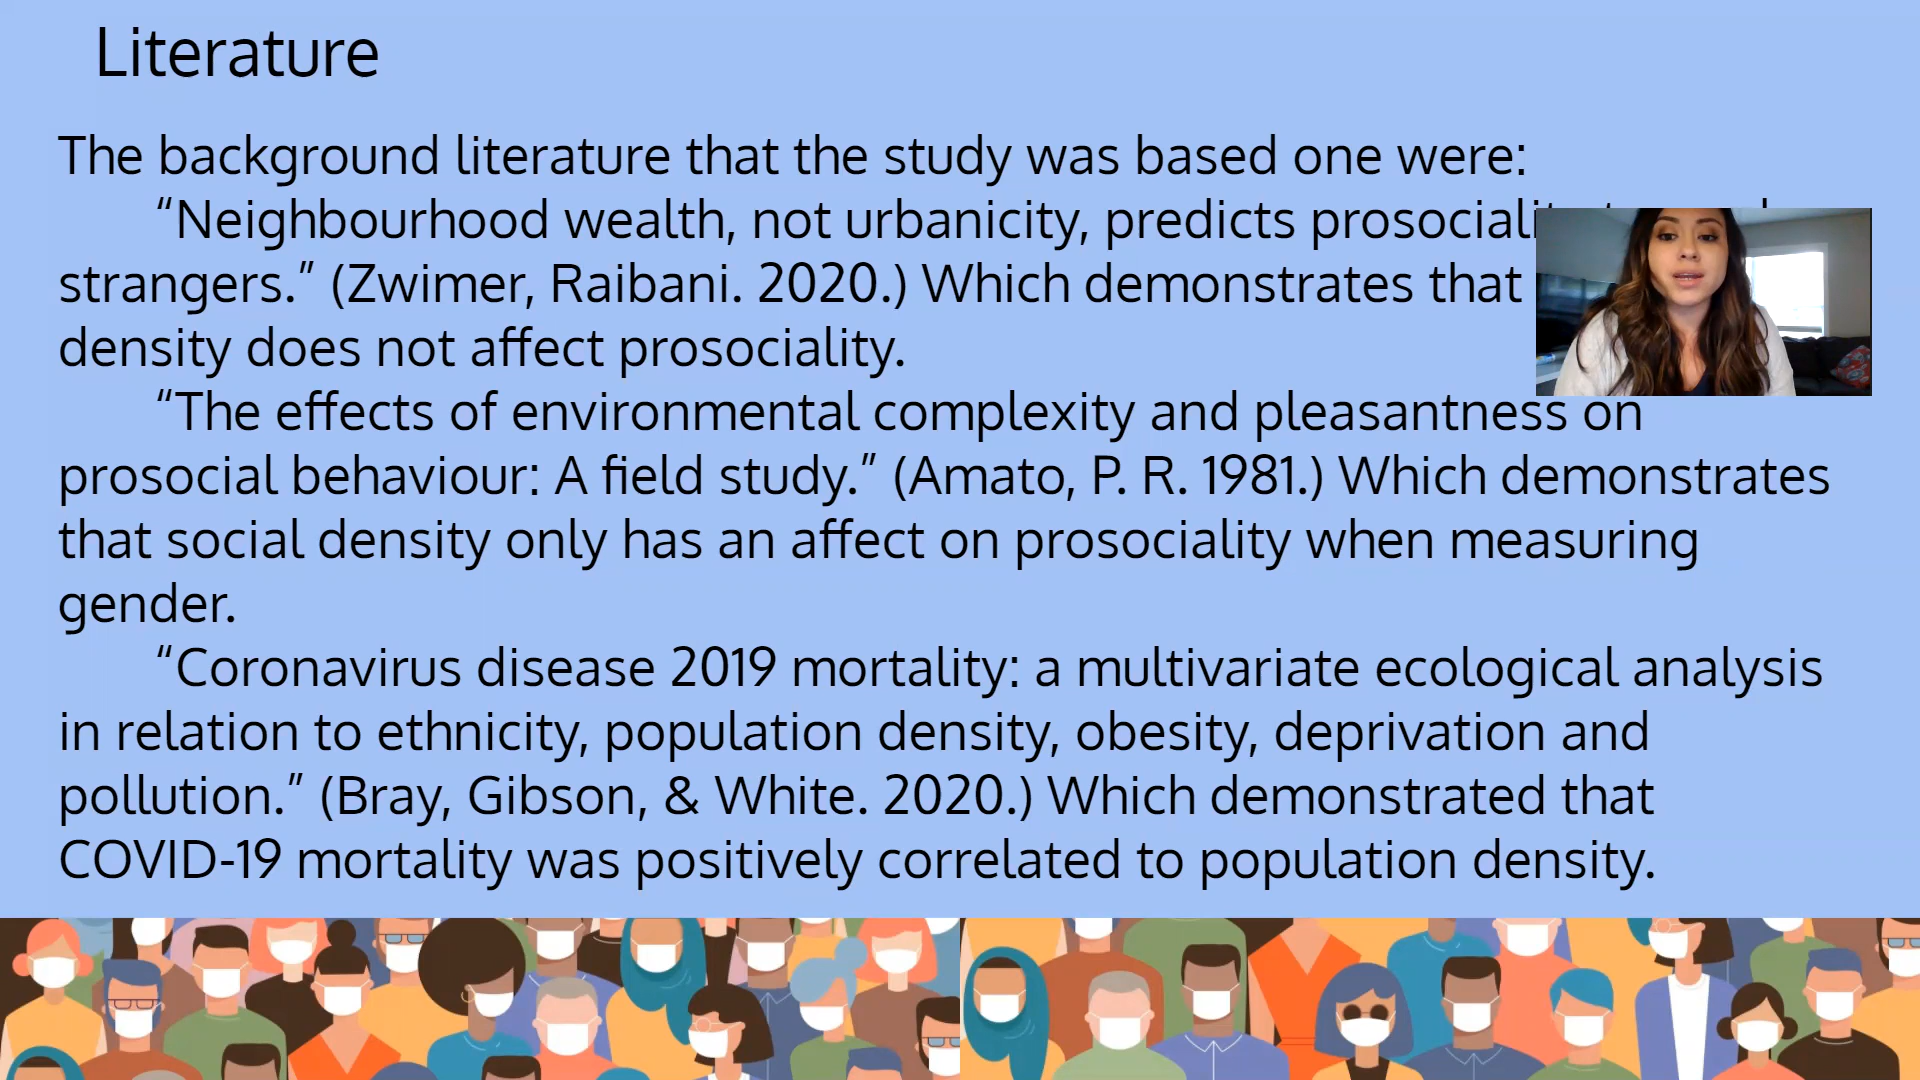 Literature
The background literature that the study was based one were:
“Neighbourhood wealth, not urbanicity, predicts
strangers.” (Zwimer, Raibani. 2020.) Which demonstrates that
density does not affect prosociality.
“The effects of environmental complexity and pleasantness on
prosocial behaviour: A field study.” (Amato, P. R. 1981.) Which demonstrates
that social density only has an affect on prosociality when measuring
gender.
“Coronavirus disease 2019 mortality: a multivariate ecological analysis
in relation to ethnicity, population density, obesity, deprivation and
pollution.” (Bray, Gibson, & White. 2020.) Which demonstrated that
COVID-19 mortality was positively correlated to population density.